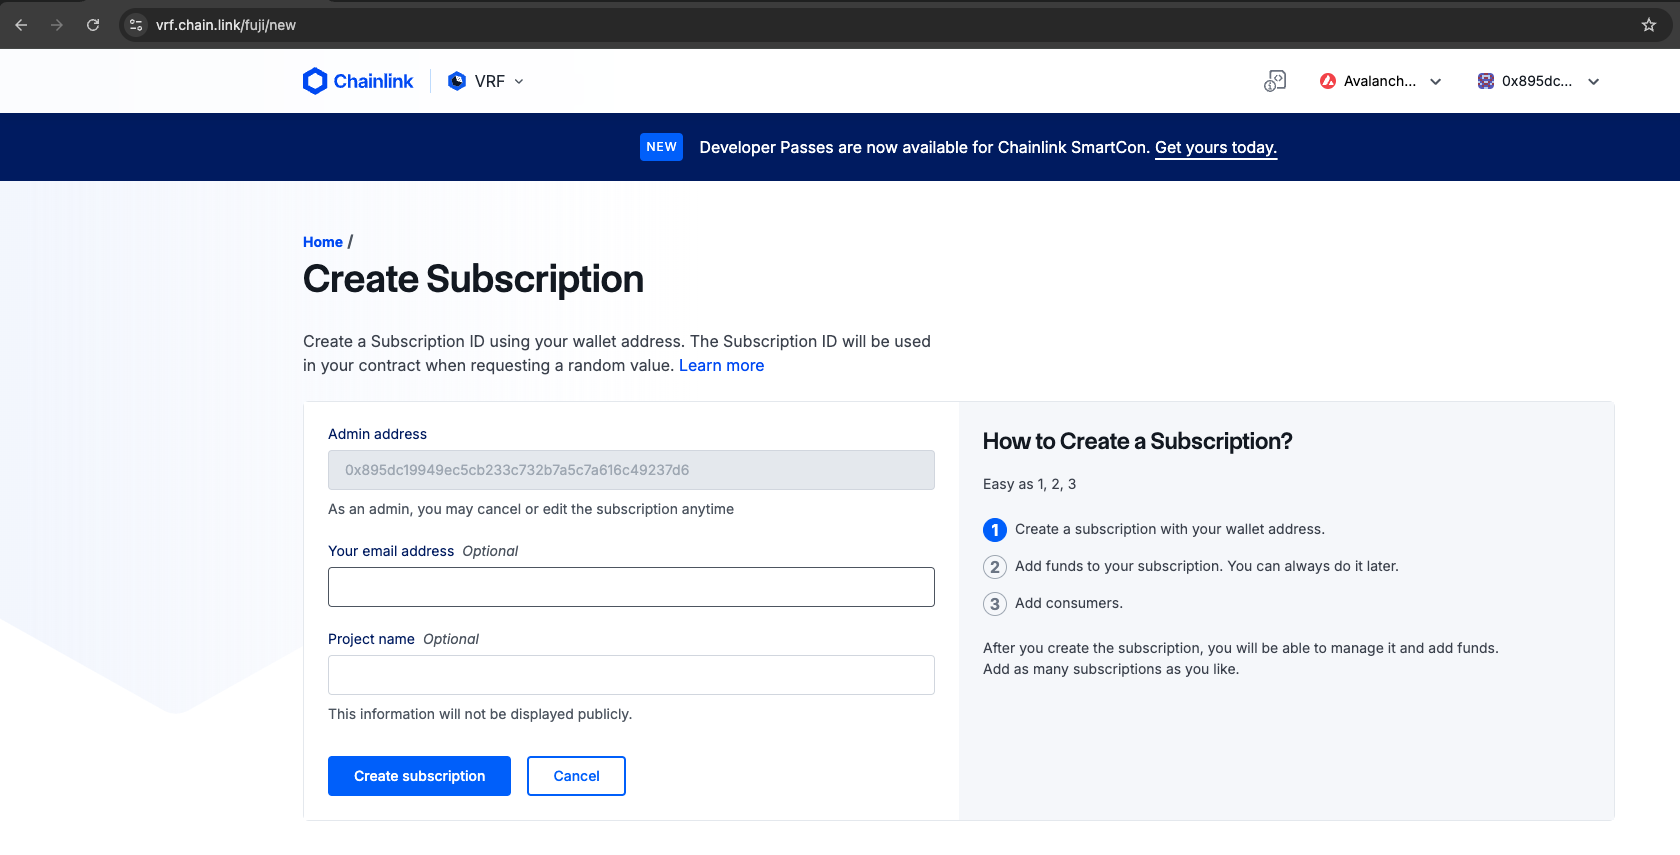 vrf.chain.link/fuji/new
Chainlink VRF Avalanch... 0x895dc...
NEW Developer Passes are now available for Chainlink SmartCon. Get yours today.
Home /
Create Subscription
Create a Subscription ID using your wallet address. The Subscription ID will be used
in your contract when requesting a random value. Learn more
Admin address
0x895dc19949ec5cb233c732b7a5c7a616c49237d6
As an admin, you may cancel or edit the subscription anytime
Your email address Optional
Project name Optional
This information will not be displayed publicly.
Create subscription Cancel
How to Create a Subscription?
Easy as 1, 2, 3
1 Create a subscription with your wallet address.
2 Add funds to your subscription. You can always do it later.
3 Add consumers.
After you create the subscription, you will be able to manage it and add funds.
Add as many subscriptions as you like.